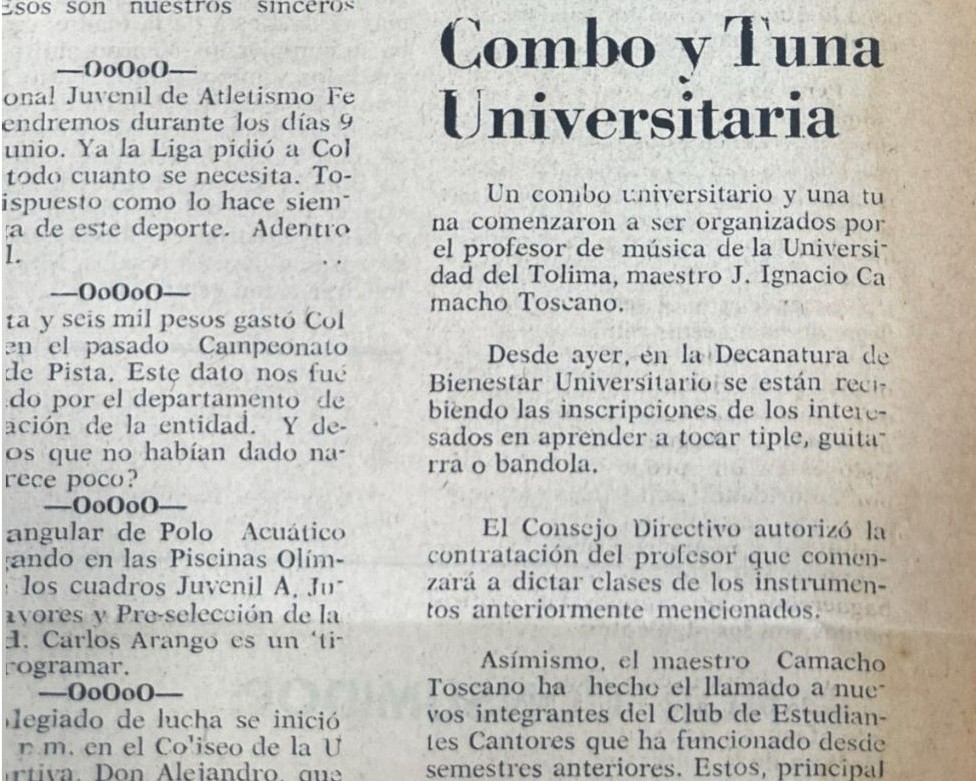 Esos son nuestros sinceros
—OoOoO—
onal Juvenil de Atletismo Fe
endremos durante los días 9
unio. Ya la Liga pidió a Col
todo cuanto se necesita. To-
ispuesto como lo hace siem-
a de este deporte. Adentro
l.
—OoOoO—
ta y seis mil pesos gastó Col
en el pasado Campeonato
de Pista. Este dato nos fué
do por el departamento de
ación de la entidad. Y de-
os que no habían dado na-
rece poco?
—OoOoO—
angular de Polo Acuático
ando en las Piscinas Olím-
los cuadros Juvenil A, Ju-
ayores y Pre-selección de la
d. Carlos Arango es un 'ti-
rogramar.
—OoOoO—
legiado de lucha se inició
p.m. en el Coliseo de la U
rtiva. Don Alejandro, que
Combo y Tuna
Universitaria
Un combo universitario y una tu
na comenzaron a ser organizados por
el profesor de música de la Universi-
dad del Tolima, maestro J. Ignacio Ca
macho Toscano.
Desde ayer, en la Decanatura de
Bienestar Universitario se están reci-
biendo las inscripciones de los intere-
sados en aprender a tocar tiple, guita-
rra o bandola.
El Consejo Directivo autorizó la
contratación del profesor que comen-
zará a dictar clases de los instrumen-
tos anteriormente mencionados.
Asímismo, el maestro Camacho
Toscano ha hecho el llamado a nue-
vos integrantes del Club de Estudian-
tes Cantores que ha funcionado desde
semestres anteriores. Estos, principal